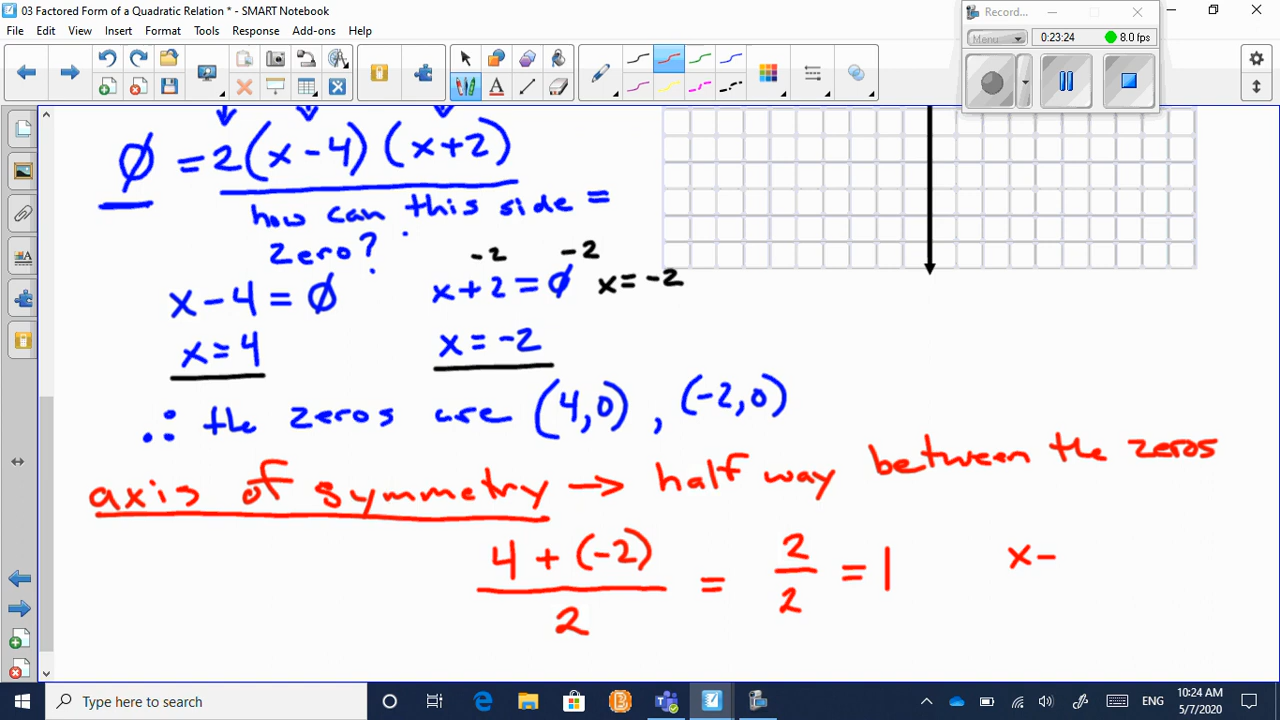 03 Factored Form of a Quadratic Relation * - SMART Notebook
File Edit View Insert Format Tools Response Add-ons Help
Record...
Menu 0:23:24 8.0 fps
∅ = 2(x-4)(x+2)
how can this side =
zero?
-2 -2
x-4=∅ x+2=∅ x=-2
x=4 x=-2
∴ the zeros are (4,0), (-2,0)
axis of symmetry → half way between the zeros
4+(-2)/2 = 2/2 = 1 x-
Type here to search
ENG
10:24 AM
5/7/2020